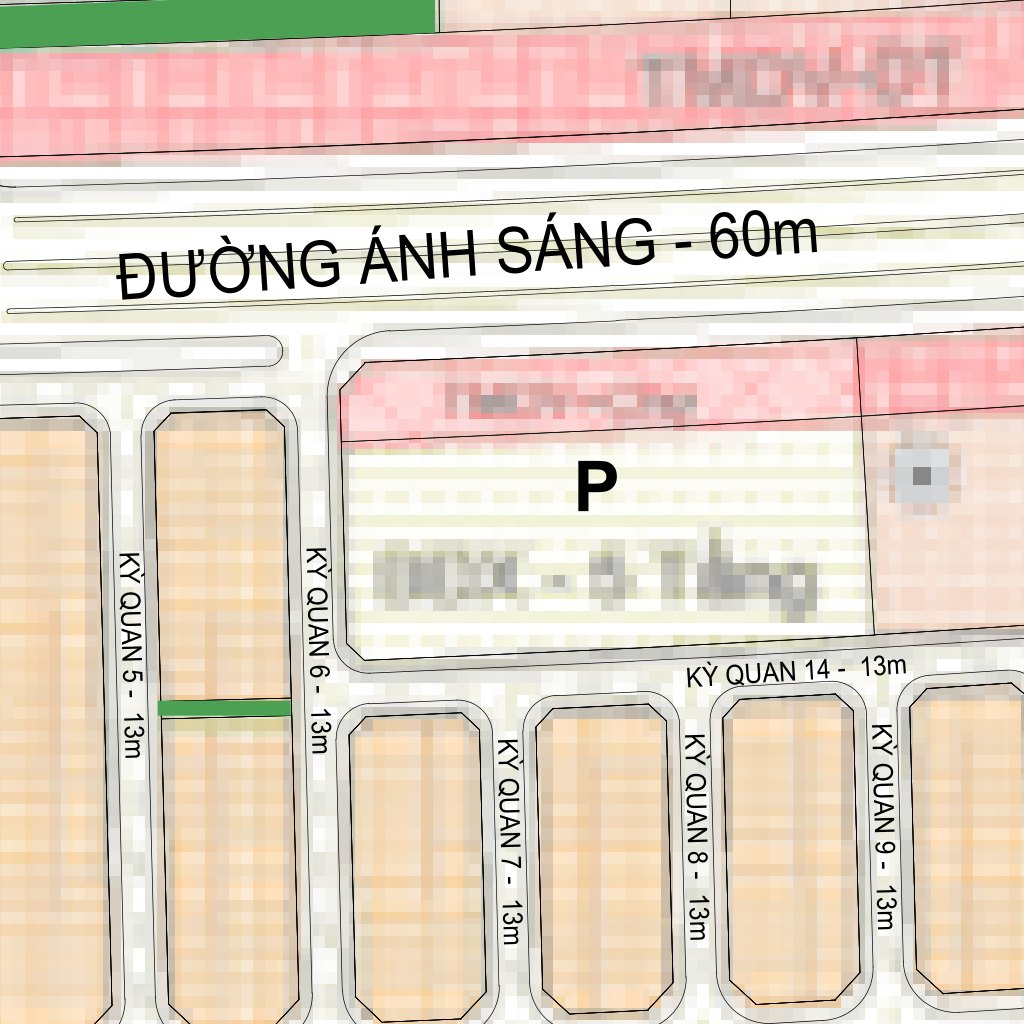 ĐƯỜNG ÁNH SÁNG - 60m
P
KỲ QUAN 5 - 13m
KỲ QUAN 6 - 13m
KỲ QUAN 14 - 13m
KỲ QUAN 7 - 13m
KỲ QUAN 8 - 13m
KỲ QUAN 9 - 13m